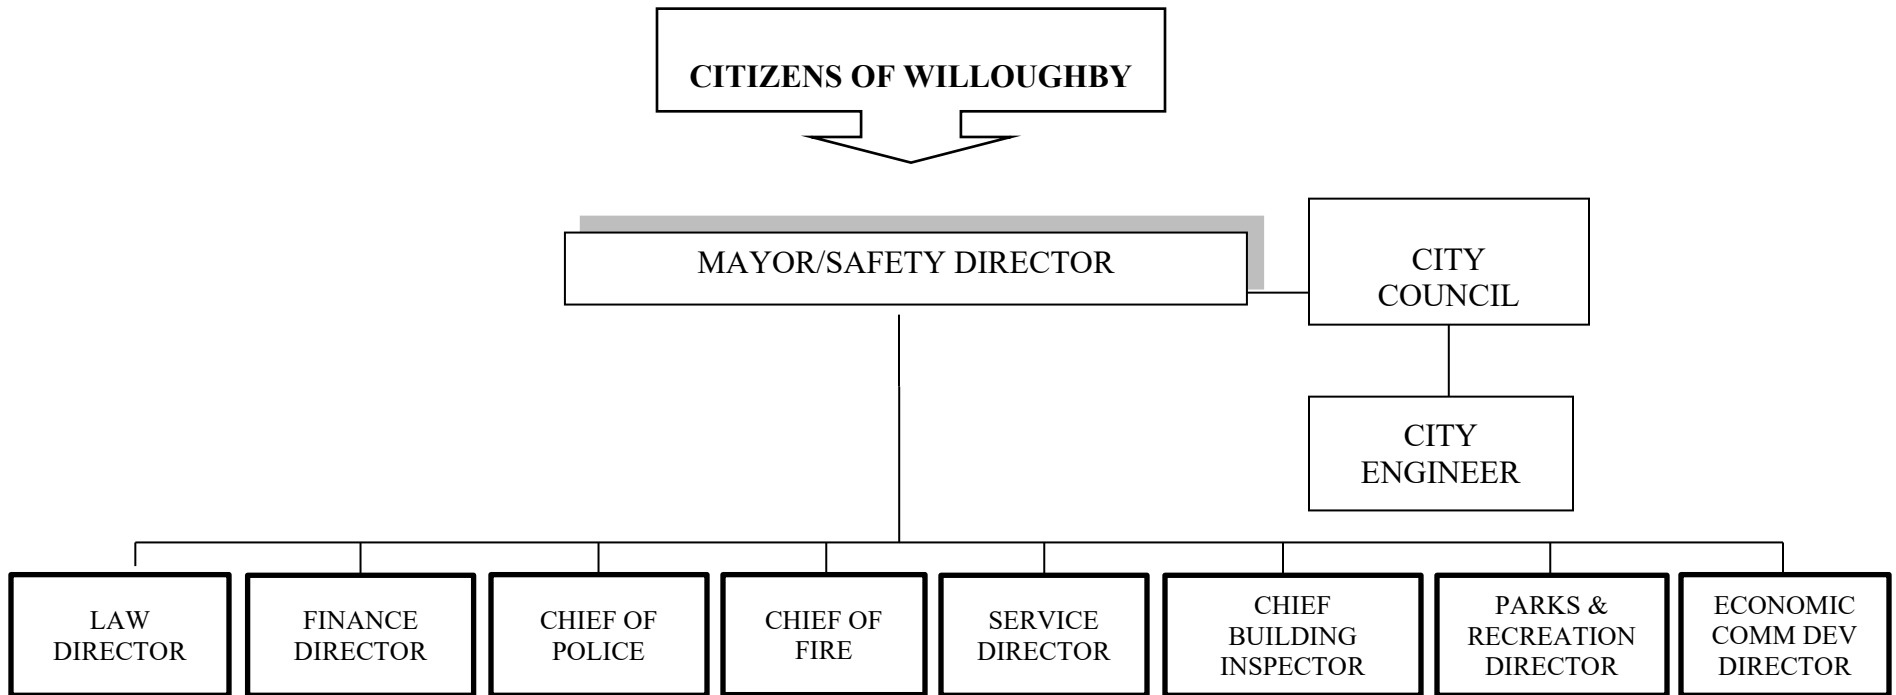 CITIZENS OF WILLOUGHBY
MAYOR/SAFETY DIRECTOR
CITY
COUNCIL
CITY
ENGINEER
LAW
DIRECTOR
FINANCE
DIRECTOR
CHIEF OF
POLICE
CHIEF OF
FIRE
SERVICE
DIRECTOR
CHIEF
BUILDING
INSPECTOR
PARKS &
RECREATION
DIRECTOR
ECONOMIC
COMM DEV
DIRECTOR